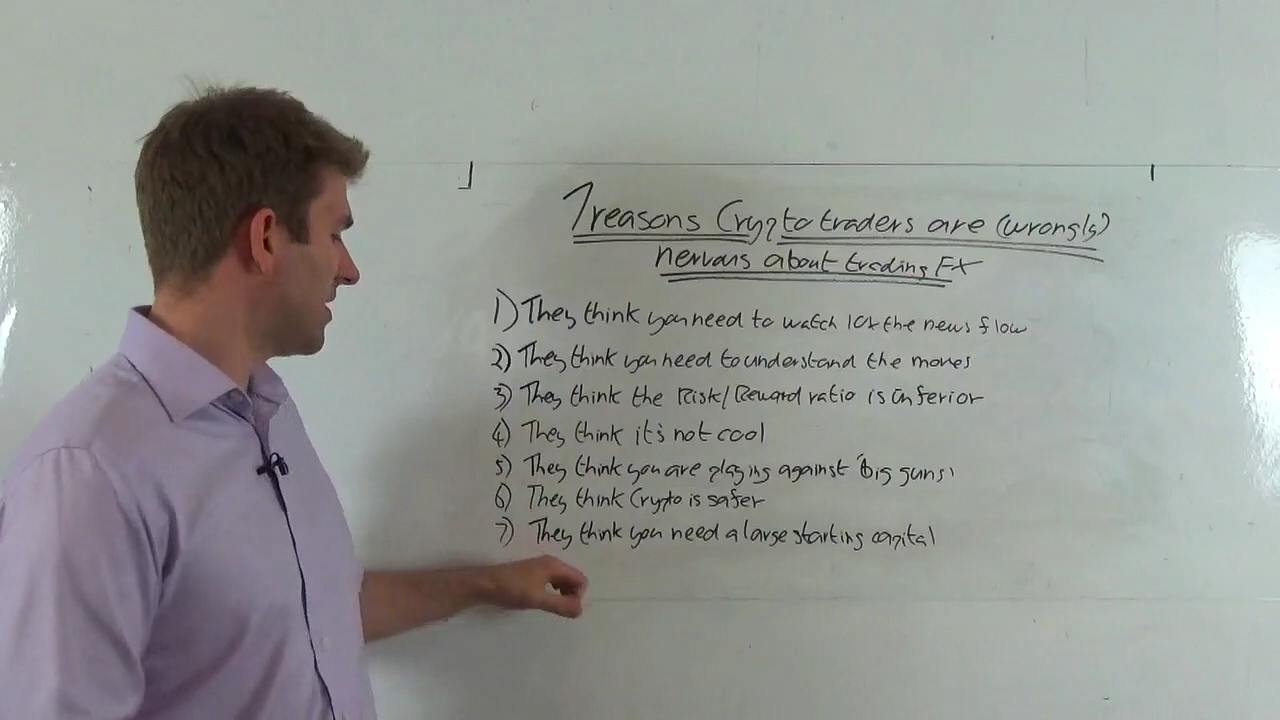 7 reasons Crypto traders are (wrongly)
nervous about trading FX
1) They think you need to watch lot the news flow
2) They think you need to understand the moves
3) They think the Risk/Reward ratio is inferior
4) They think it's not cool
5) They think you are playing against 'big guns'
6) They think Crypto is safer
7) They think you need a large starting capital